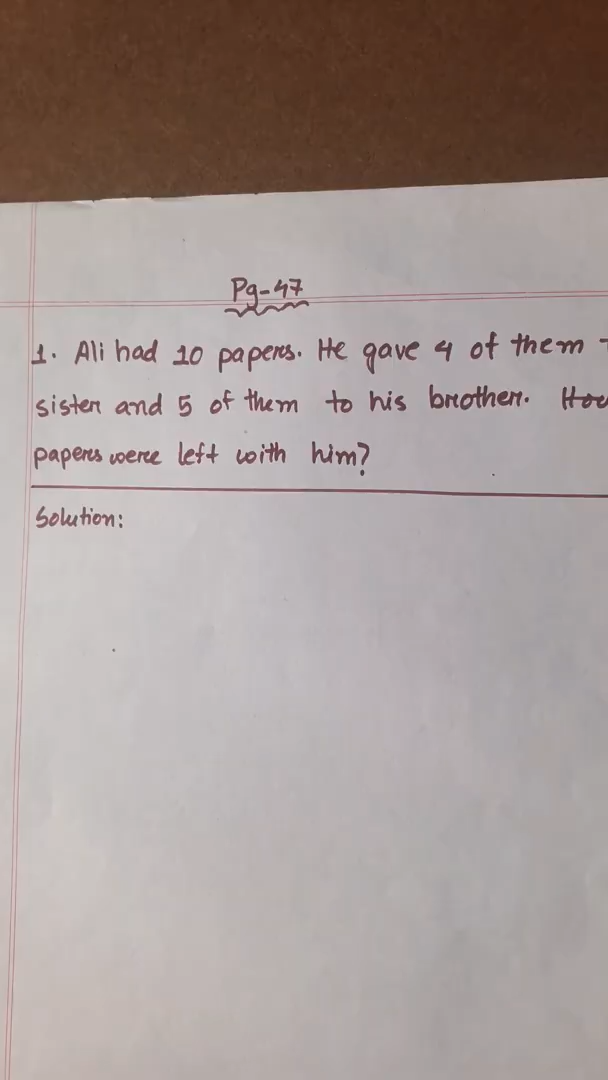 Pg-47
1. Ali had 10 papers. He gave 4 of them
sister and 5 of them to his brother.
papers were left with him?
Solution: